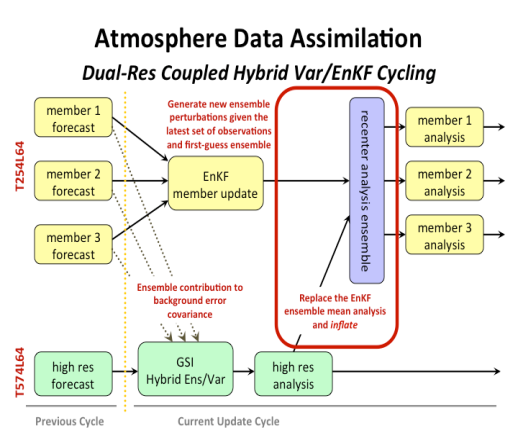 Atmosphere Data Assimilation
Dual-Res Coupled Hybrid Var/EnKF Cycling
T254L64
member 1
forecast
Generate new ensemble
perturbations given the
latest set of observations
and first-guess ensemble
member 2
forecast
EnKF
member update
member 3
forecast
recenter analysis ensemble
member 1
analysis
member 2
analysis
member 3
analysis
Ensemble contribution to
background error
covariance
Replace the EnKF
ensemble mean analysis
and inflate
T574L64
high res
forecast
GSI
Hybrid Ens/Var
high res
analysis
Previous Cycle
Current Update Cycle